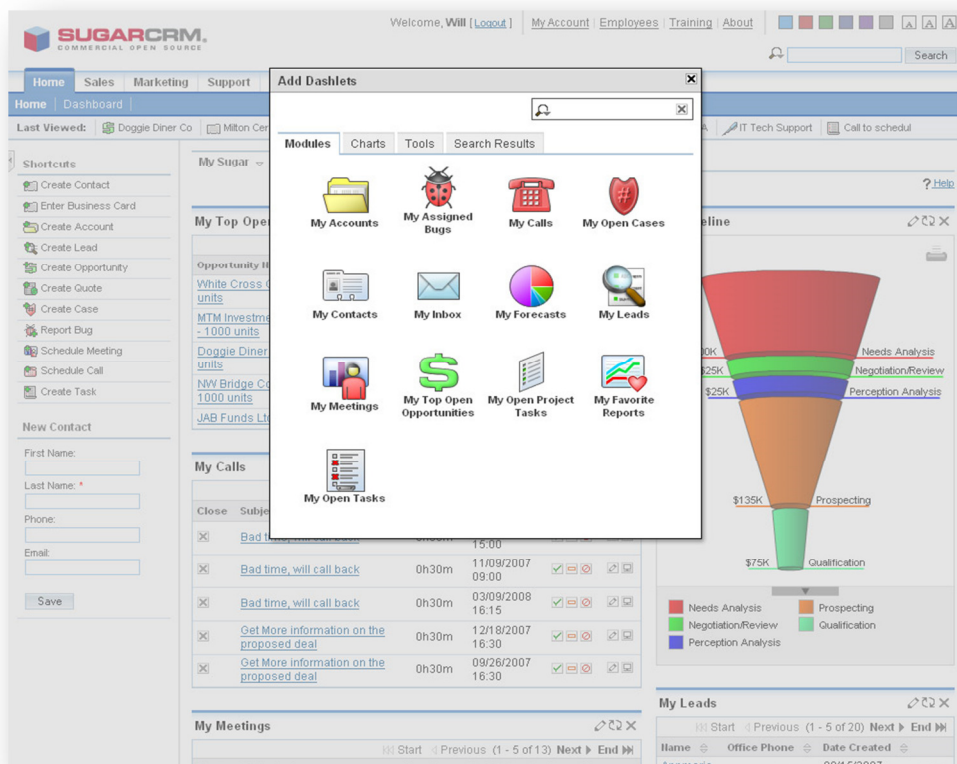 SUGARCRM.
COMMERCIAL OPEN SOURCE
Welcome, Will [ Logout ] My Account Employees Training About
A A A
Search
Home Sales Marketing Support
Home Dashboard
Last Viewed: Doggie Diner Co Milton Cer A IT Tech Support Call to schedul
Shortcuts
Create Contact
Enter Business Card
Create Account
Create Lead
Create Opportunity
Create Quote
Create Case
Report Bug
Schedule Meeting
Schedule Call
Create Task
New Contact
First Name:
Last Name: *
Phone:
Email:
Save
My Sugar
? Help
My Top Ope
Opportunity N
White Cross C
units
MTM Investme
- 1000 units
Doggie Diner
units
NW Bridge Co
1000 units
JAB Funds Lt
Add Dashlets
Modules Charts Tools Search Results
My Accounts
My Assigned
Bugs
My Calls
My Open Cases
My Contacts
My Inbox
My Forecasts
My Leads
My Meetings
My Top Open
Opportunities
My Open Project
Tasks
My Favorite
Reports
My Open Tasks
My Calls
Close Subje
15:00
Bad time, will call back 0h30m 11/09/2007
09:00
Bad time, will call back 0h30m 03/09/2008
16:15
Get More information on the
proposed deal 0h30m 12/18/2007
16:30
Get More information on the
proposed deal 0h30m 09/26/2007
16:30
My Meetings
Start Previous (1 - 5 of 13) Next End
eline
Needs Analysis
$25K Negotiation/Review
$25K Perception Analysis
$135K Prospecting
$75K Qualification
Needs Analysis Prospecting
Negotiation/Review Qualification
Perception Analysis
My Leads
Start Previous (1 - 5 of 20) Next End
Name Office Phone Date Created